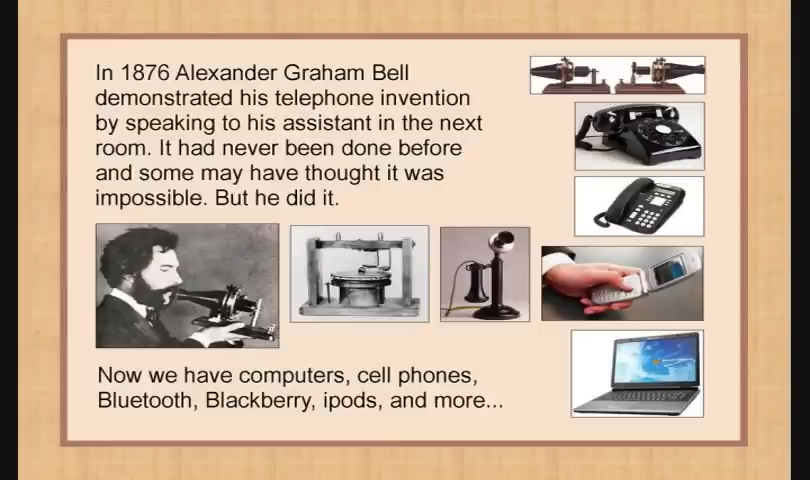 In 1876 Alexander Graham Bell
demonstrated his telephone invention
by speaking to his assistant in the next
room. It had never been done before
and some may have thought it was
impossible. But he did it.
Now we have computers, cell phones,
Bluetooth, Blackberry, ipods, and more...